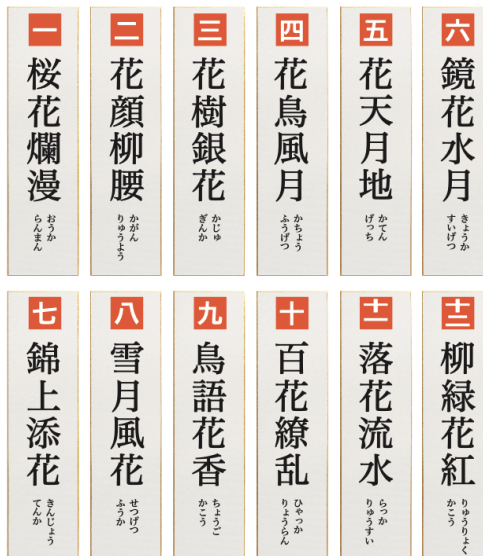 一
桜花爛漫
おうか
らんまん
二
花顔柳腰
かがん
りゅうよう
三
花樹銀花
かじゅ
ぎんか
四
花鳥風月
かちょう
ふうげつ
五
花天月地
かてん
げっち
六
鏡花水月
きょうか
すいげつ
七
錦上添花
きんじょう
てんか
八
雪月風花
せつげつ
ふうか
九
鳥語花香
ちょうご
かこう
十
百花繚乱
ひゃっか
りょうらん
十一
落花流水
らっか
りゅうすい
十二
柳緑花紅
りゅうりょく
かこう